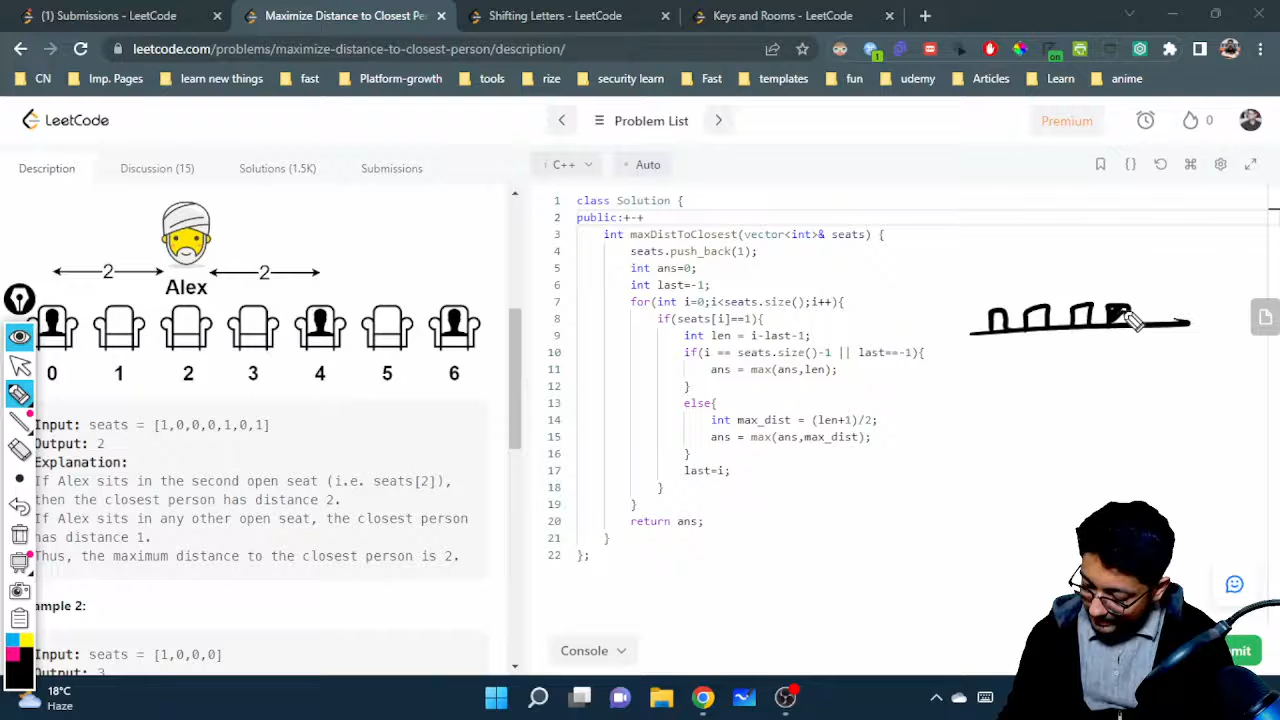 (1) Submissions - LeetCode
Maximize Distance to Closest Pe
Shifting Letters - LeetCode
Keys and Rooms - LeetCode
leetcode.com/problems/maximize-distance-to-closest-person/description/
1
on
CN
Imp. Pages
learn new things
fast
Platform-growth
tools
rize
security learn
Fast
templates
fun
udemy
Articles
Learn
anime
LeetCode
Problem List
Premium
0
Description
Discussion (15)
Solutions (1.5K)
Submissions
C++
Auto
2
2
Alex
0 1 2 3 4 5 6
Input: seats = [1,0,0,0,1,0,1]
Output: 2
Explanation:
If Alex sits in the second open seat (i.e. seats[2]),
then the closest person has distance 2.
If Alex sits in any other open seat, the closest person
has distance 1.
Thus, the maximum distance to the closest person is 2.
ample 2:
Input: seats = [1,0,0,0]
Output: 3
1 class Solution {
2 public:+-+
3 int maxDistToClosest(vector<int>& seats) {
4 seats.push_back(1);
5 int ans=0;
6 int last=-1;
7 for(int i=0;i<seats.size();i++){
8 if(seats[i]==1){
9 int len = i-last-1;
10 if(i == seats.size()-1 || last==-1){
11 ans = max(ans,len);
12 }
13 else{
14 int max_dist = (len+1)/2;
15 ans = max(ans,max_dist);
16 }
17 last=i;
18 }
19 }
20 return ans;
21 }
22 };
Console
mit
18°C
Haze